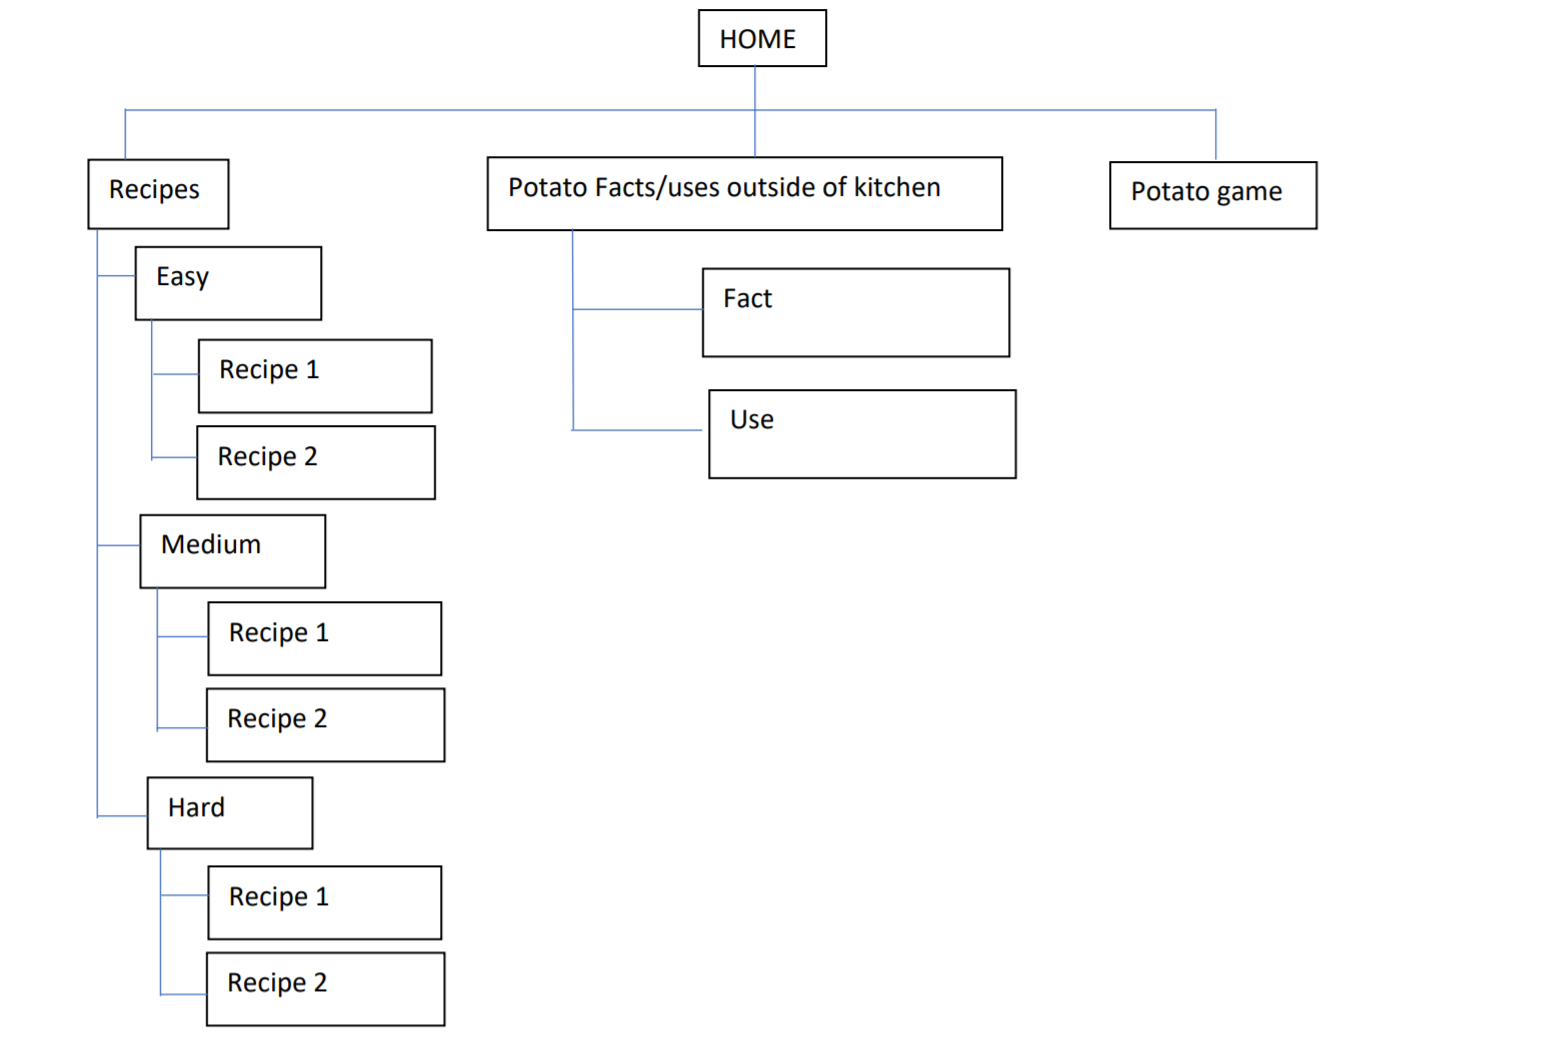 HOME
Recipes
Potato Facts/uses outside of kitchen
Potato game
Easy
Recipe 1
Recipe 2
Medium
Recipe 1
Recipe 2
Hard
Recipe 1
Recipe 2
Fact
Use